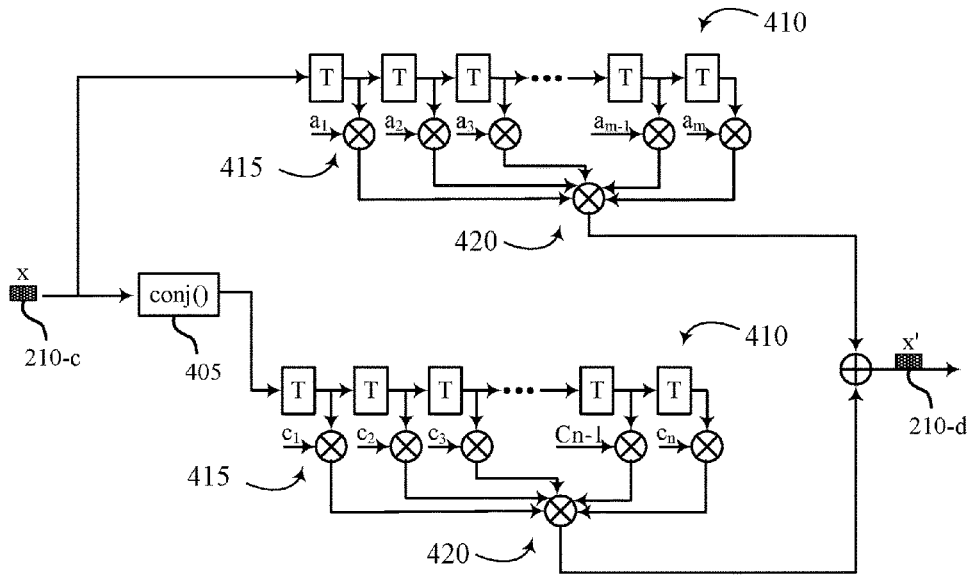 410
T T T T T
a1 a2 a3 am-1 am
415
420
x
conj()
210-c
405
410
x'
T T T T T
210-d
c1 c2 c3 Cn-1 cn
415
420